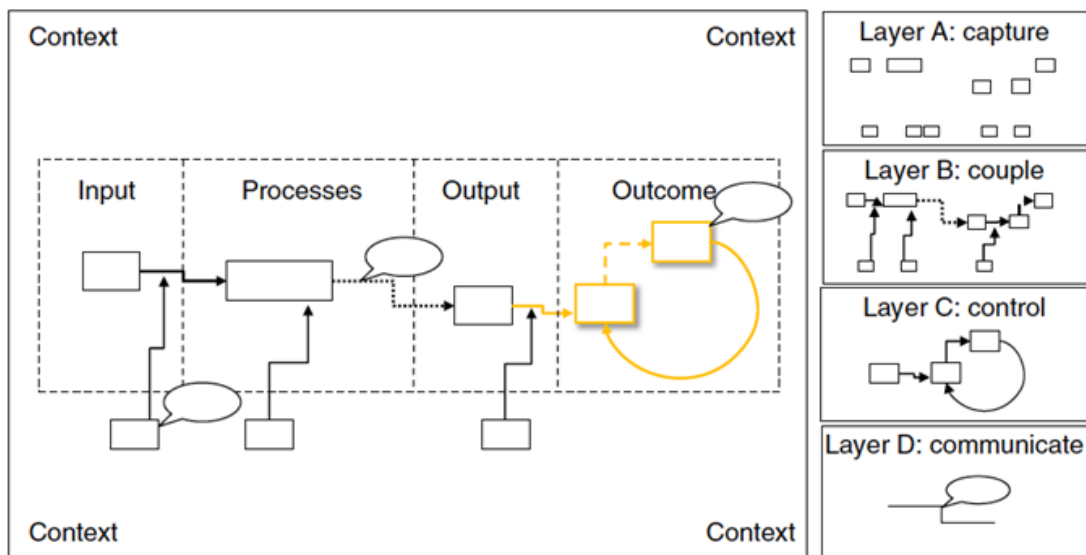 Context
Context
Input
Processes
Output
Outcome
Context
Context
Layer A: capture
Layer B: couple
Layer C: control
Layer D: communicate